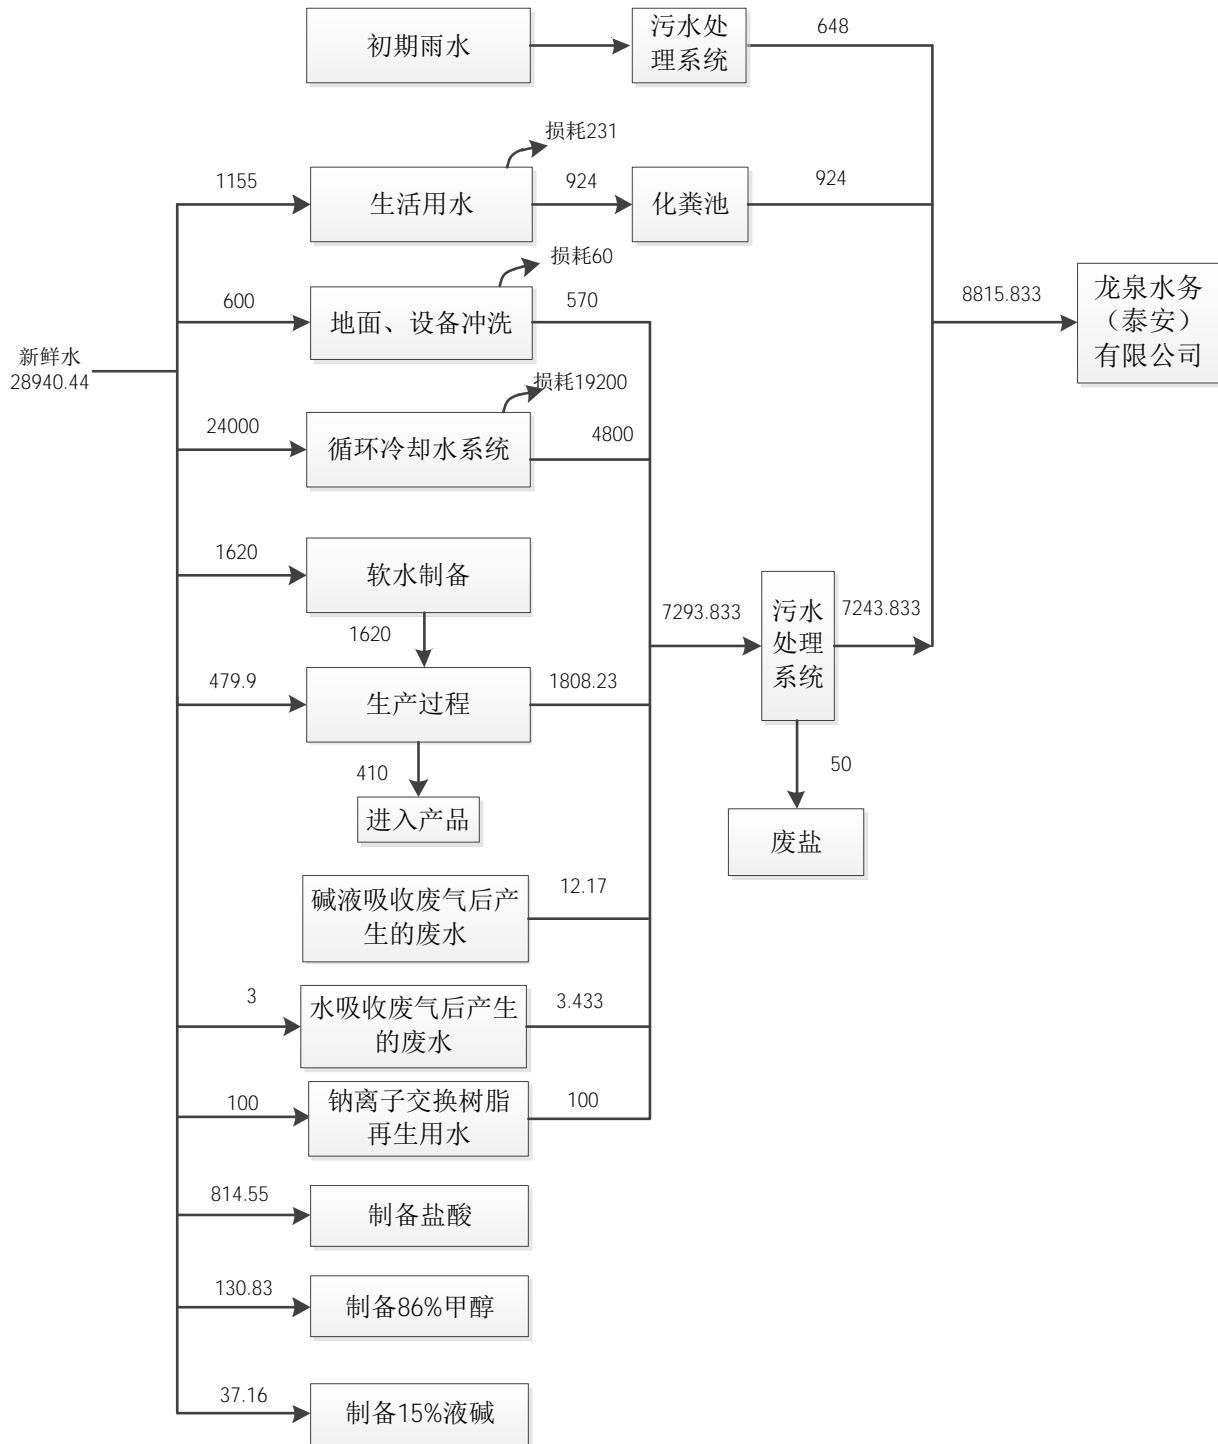 初期雨水
污水处
理系统
648
损耗231
1155
生活用水
924
化粪池
924
损耗60
600
地面、设备冲洗
570
8815.833
龙泉水务
（泰安）
有限公司
新鲜水
28940.44
损耗19200
24000
循环冷却水系统
4800
1620
软水制备
1620
7293.833
污水
处理
系统
7243.833
479.9
生产过程
1808.23
410
进入产品
50
废盐
碱液吸收废气后产
生的废水
12.17
3
水吸收废气后产生
的废水
3.433
100
钠离子交换树脂
再生用水
100
814.55
制备盐酸
130.83
制备86%甲醇
37.16
制备15%液碱